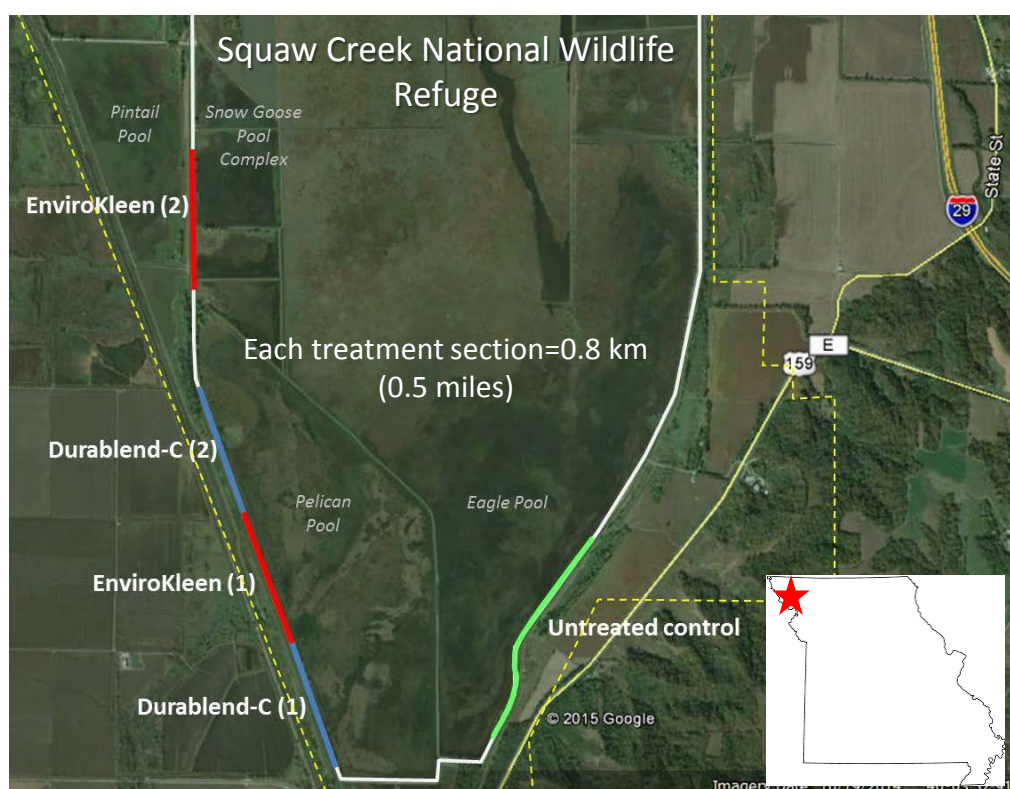 Squaw Creek National Wildlife
Refuge
Pintail
Pool
Snow Goose
Pool
Complex
EnviroKleen (2)
State St
29
Each treatment section=0.8 km
(0.5 miles)
E
159
Durablend-C (2)
Pelican
Pool
Eagle Pool
EnviroKleen (1)
Untreated control
Durablend-C (1)
© 2015 Google
Imagery Date